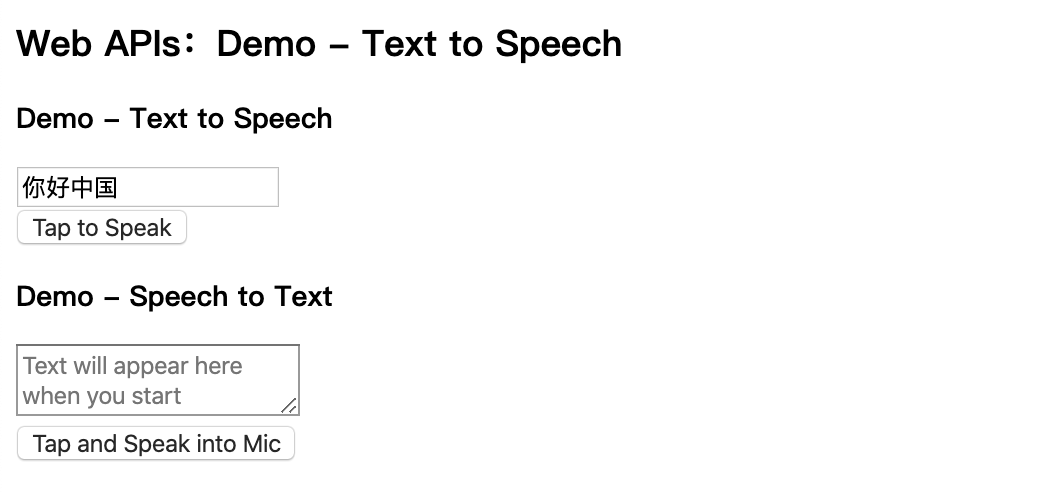 Web APIs：Demo – Text to Speech
Demo – Text to Speech
你好中国
Tap to Speak
Demo – Speech to Text
Text will appear here
when you start
Tap and Speak into Mic